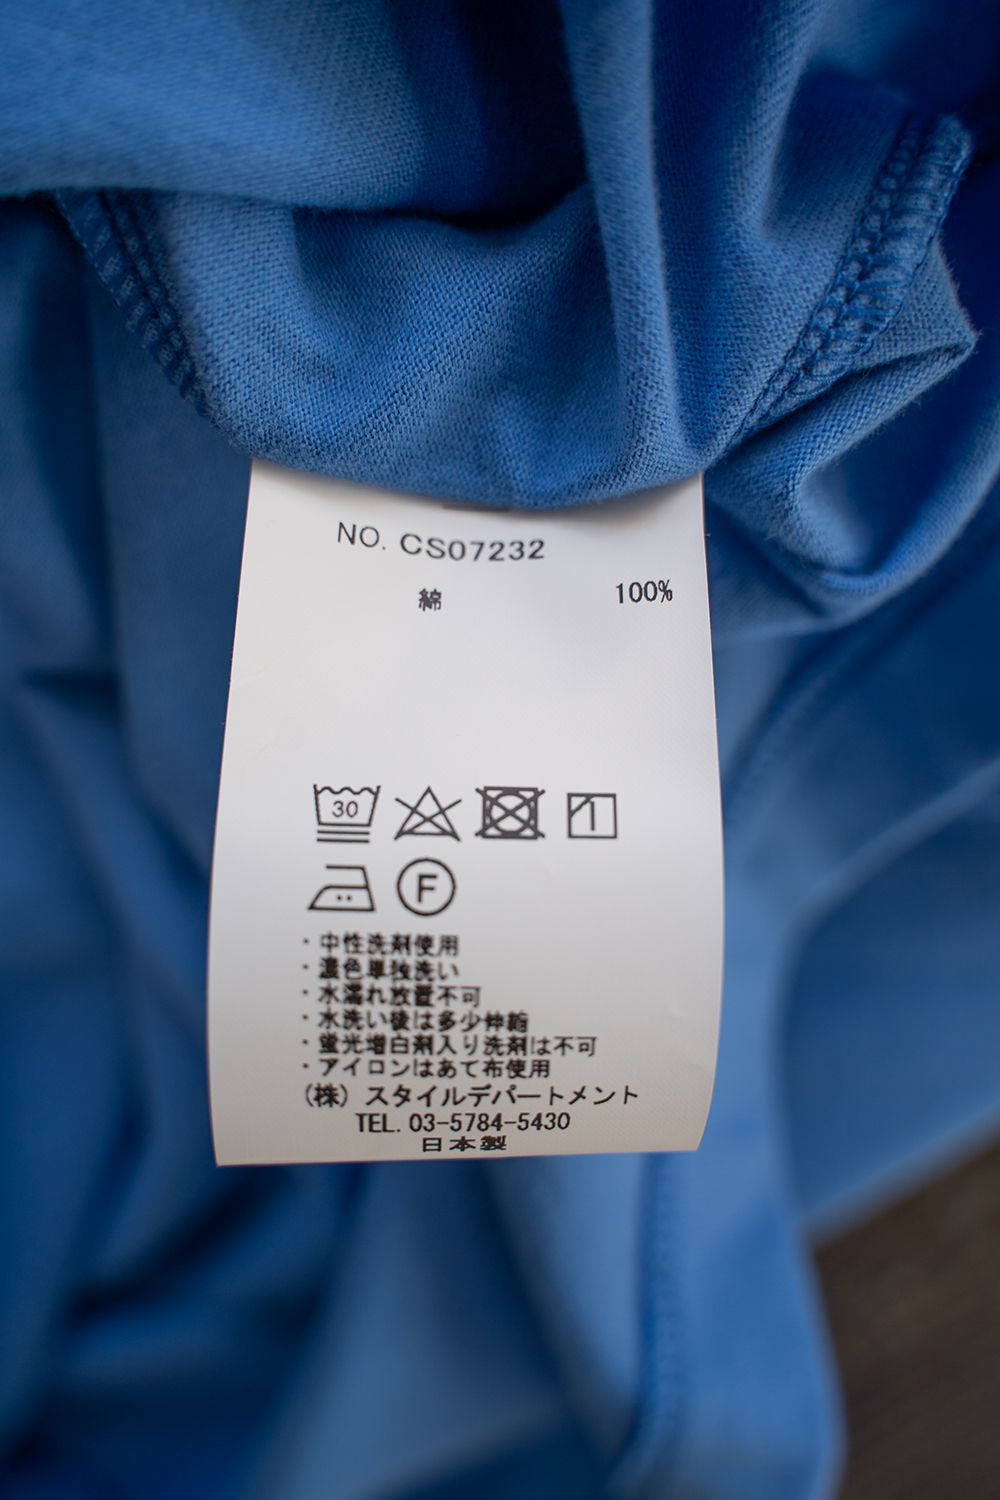 NO. CS07232
綿 100%
30
1
F
・中性洗剤使用
・濃色単独洗い
・水濡れ放置不可
・水洗い後は多少伸縮
・蛍光増白剤入り洗剤は不可
・アイロンはあて布使用
(株) スタイルデパートメント
TEL. 03-5784-5430
日本製